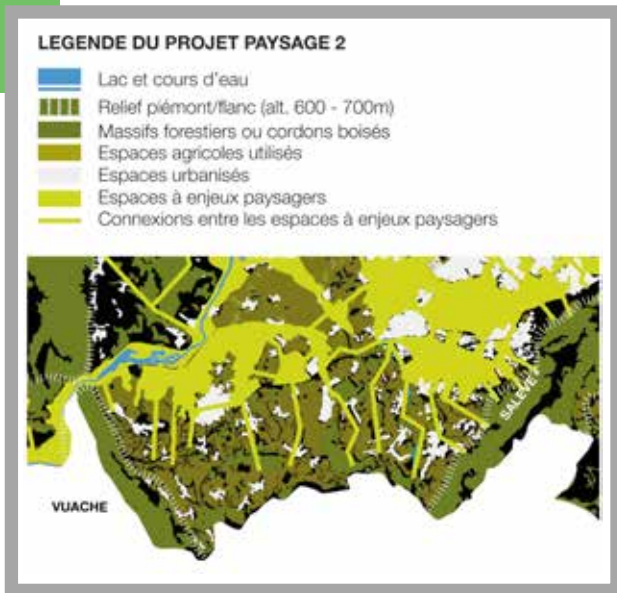 LEGENDE DU PROJET PAYSAGE 2
Lac et cours d'eau
Relief piémont/flanc (alt. 600 - 700m)
Massifs forestiers ou cordons boisés
Espaces agricoles utilisés
Espaces urbanisés
Espaces à enjeux paysagers
Connexions entre les espaces à enjeux paysagers
SALEVE
VUACHE